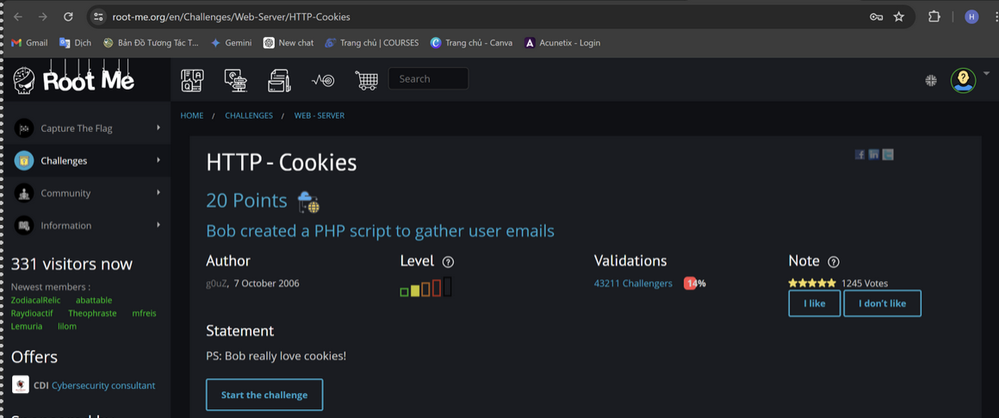 root-me.org/en/Challenges/Web-Server/HTTP-Cookies
H
Gmail Dịch Bản Đồ Tương Tác T... Gemini New chat Trang chủ | COURSES Trang chủ - Canva Acunetix - Login
Root Me
Search
HOME / CHALLENGES / WEB - SERVER
Capture The Flag
Challenges
Community
Information
331 visitors now
Newest members :
ZodiacalRelic abattable
Raydioactif Theophraste mfreis
Lemuria lilom
Offers
CDI Cybersecurity consultant
HTTP - Cookies
20 Points
Bob created a PHP script to gather user emails
Author Level Validations Note
g0uZ, 7 October 2006 43211 Challengers 14% 1245 Votes
I like I don't like
Statement
PS: Bob really love cookies!
Start the challenge